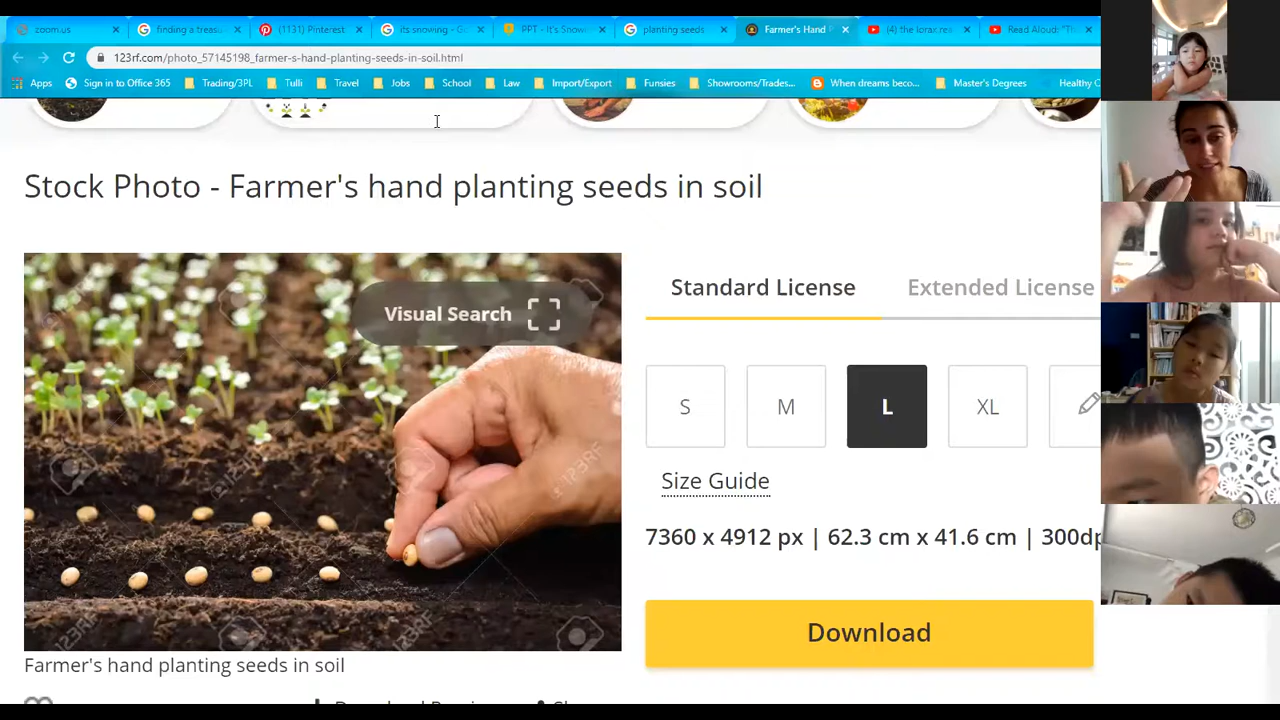 zoom.us
finding a treasu
(1131) Pinterest
its snowing - Go
PPT - It's Snow
planting seeds
Farmer's Hand P
(4) the lorax rea
Read Aloud: "Th
123rf.com/photo_57145198_farmer-s-hand-planting-seeds-in-soil.html
Apps
Sign in to Office 365
Trading/3PL
Tulli
Travel
Jobs
School
Law
Import/Export
Funsies
Showrooms/Trades...
When dreams beco...
Master's Degrees
Healthy C
Stock Photo - Farmer's hand planting seeds in soil
Visual Search
123RF
Standard License
Extended License
S
M
L
XL
Size Guide
7360 x 4912 px | 62.3 cm x 41.6 cm | 300dp
Download
Farmer's hand planting seeds in soil